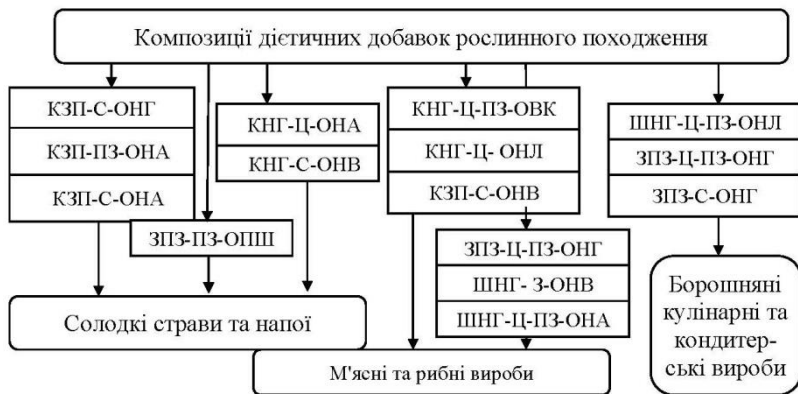 Композиції дієтичних добавок рослинного походження
КЗП-С-ОНГ
КЗП-ПЗ-ОНА
КЗП-С-ОНА
ЗПЗ-ПЗ-ОПШ
КНГ-Ц-ОНА
КНГ-С-ОНВ
Солодкі страви та напої
КНГ-Ц-ПЗ-ОВК
КНГ-Ц- ОНЛ
КЗП-С-ОНВ
ЗПЗ-Ц-ПЗ-ОНГ
ШНГ- З-ОНВ
ШНГ-Ц-ПЗ-ОНА
М'ясні та рибні вироби
ШНГ-Ц-ПЗ-ОНЛ
ЗПЗ-Ц-ПЗ-ОНГ
ЗПЗ-С-ОНГ
Борошняні
кулінарні та
кондитер-
ські вироби